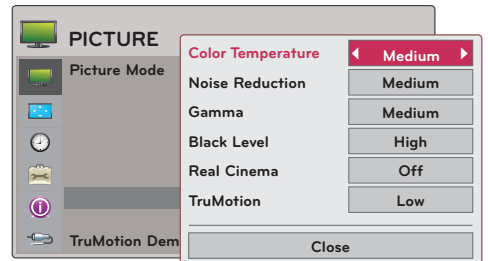 PICTURE
Picture Mode
TruMotion Dem
Color Temperature Medium
Noise Reduction Medium
Gamma Medium
Black Level High
Real Cinema Off
TruMotion Low
Close